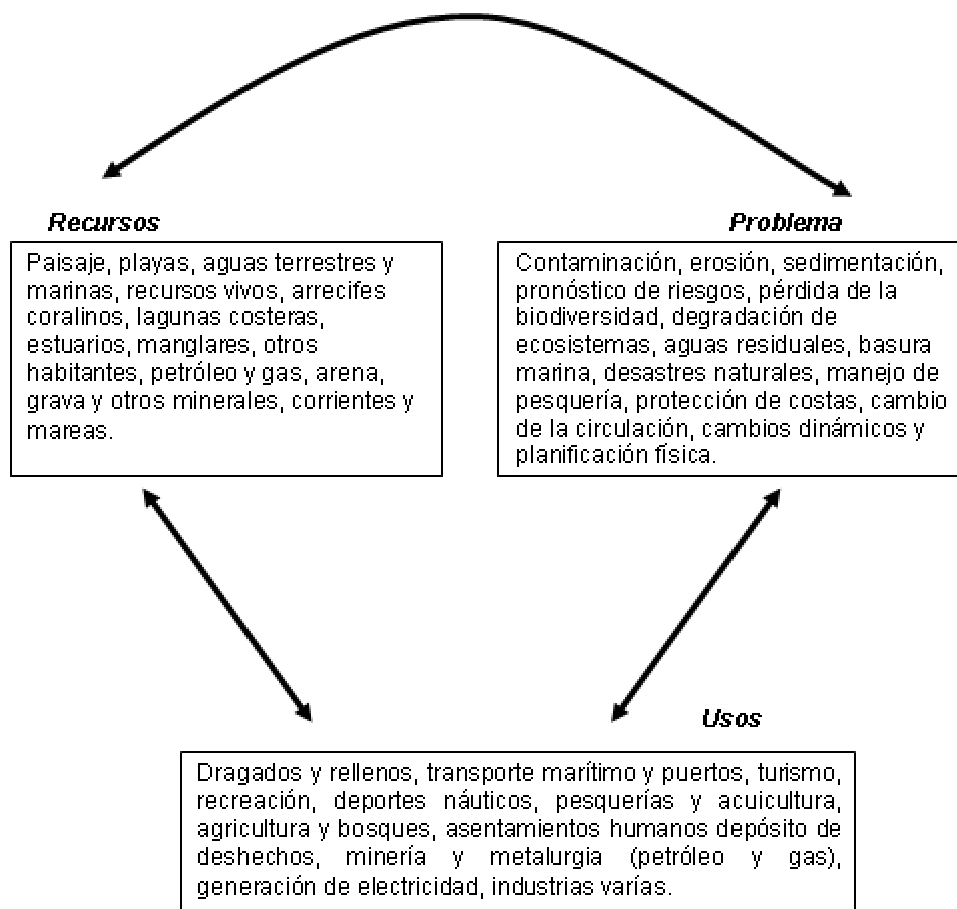 Recursos
Paisaje, playas, aguas terrestres y
marinas, recursos vivos, arrecifes
coralinos, lagunas costeras,
estuarios, manglares, otros
habitantes, petróleo y gas, arena,
grava y otros minerales, corrientes y
mareas.
Problema
Contaminación, erosión, sedimentación,
pronóstico de riesgos, pérdida de la
biodiversidad, degradación de
ecosistemas, aguas residuales, basura
marina, desastres naturales, manejo de
pesquería, protección de costas, cambio
de la circulación, cambios dinámicos y
planificación física.
Usos
Dragados y rellenos, transporte marítimo y puertos, turismo,
recreación, deportes náuticos, pesquerías y acuicultura,
agricultura y bosques, asentamientos humanos depósito de
deshechos, minería y metalurgia (petróleo y gas),
generación de electricidad, industrias varías.